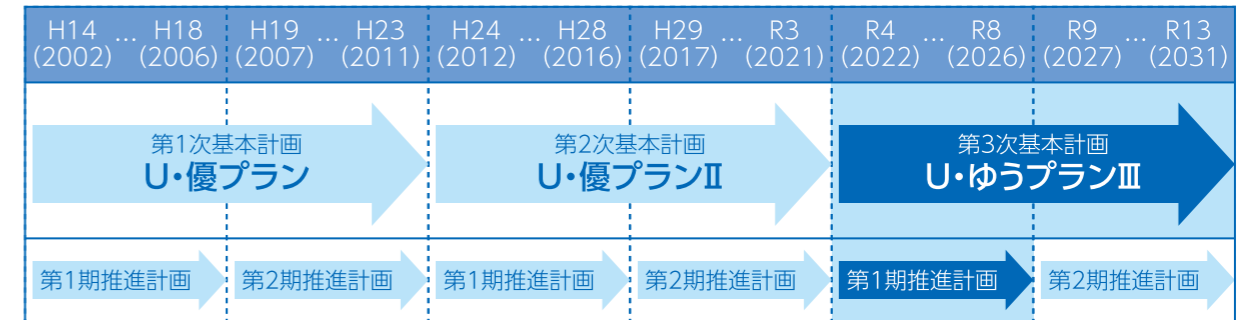 H14 … H18 H19 … H23 H24 … H28 H29 … R3 R4 … R8 R9 … R13
(2002) (2006) (2007) (2011) (2012) (2016) (2017) (2021) (2022) (2026) (2027) (2031)
第1次基本計画 第2次基本計画 第3次基本計画
U・優プラン U・優プランⅡ U・ゆうプランⅢ
第1期推進計画 第2期推進計画 第1期推進計画 第2期推進計画 第1期推進計画 第2期推進計画